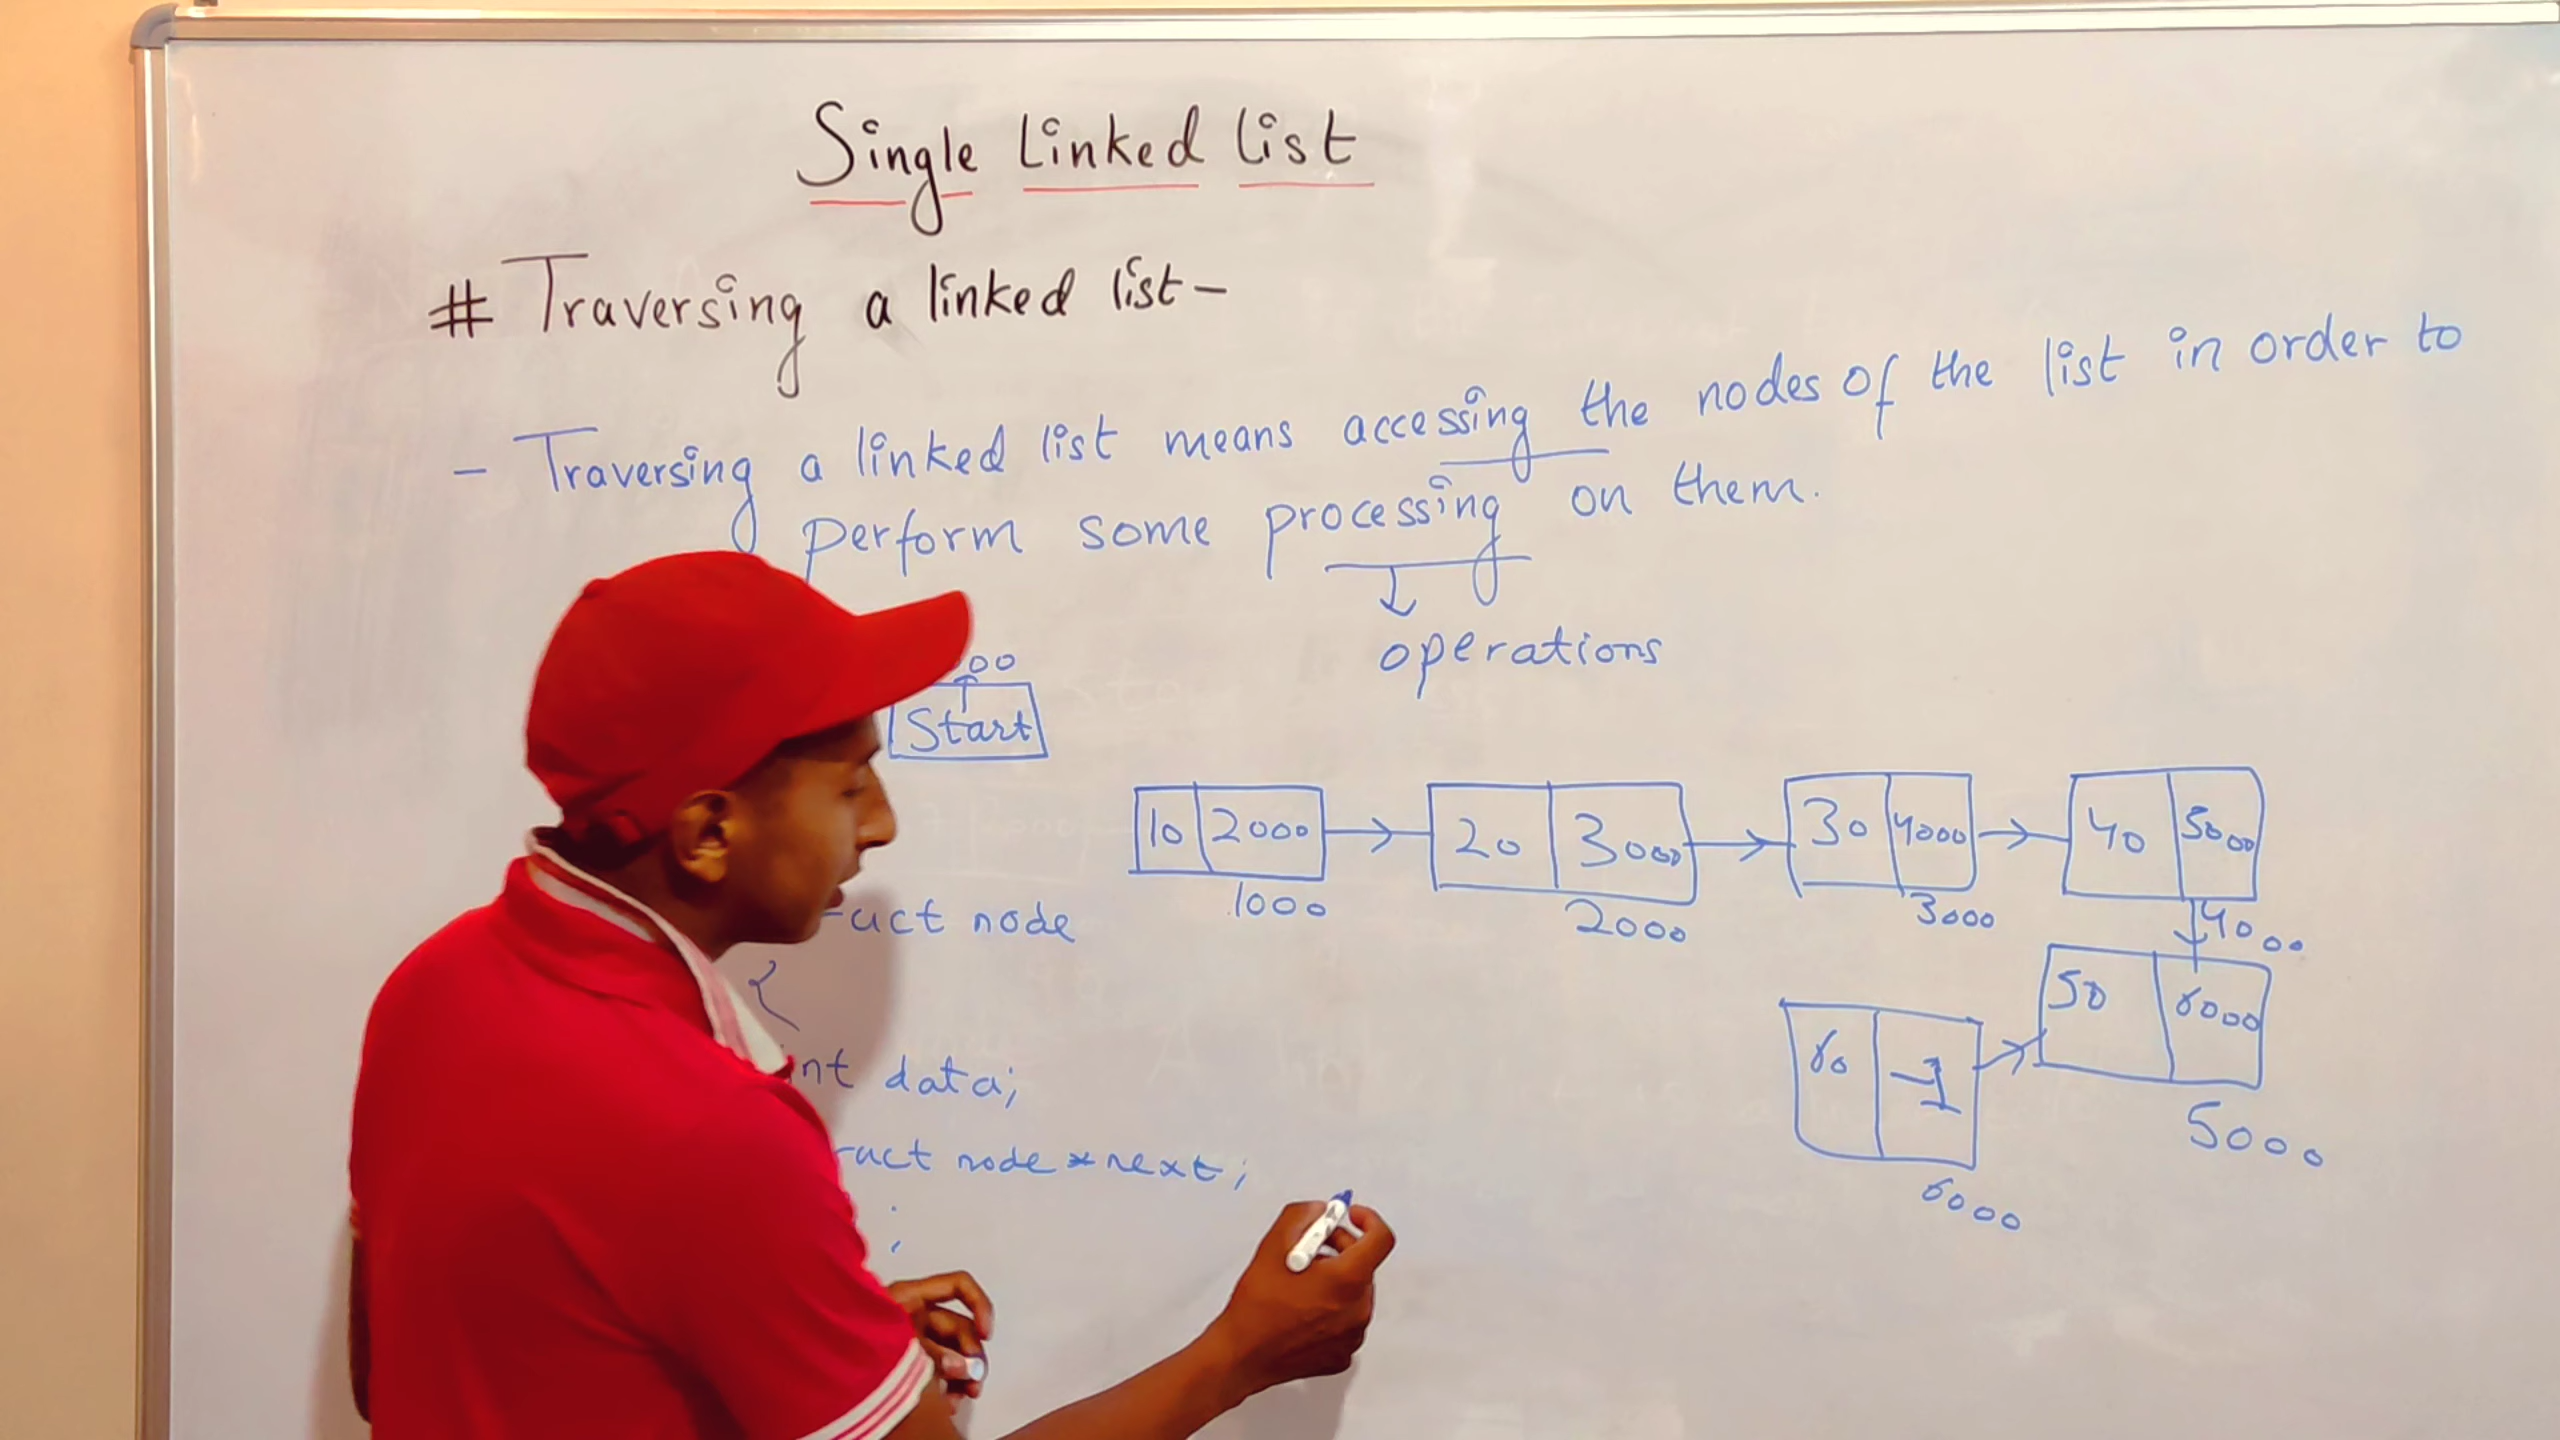 Single Linked List
# Traversing a linked list-
- Traversing a linked list means accessing the nodes of the list in order to
perform some processing on them.
operations
00
Start
10 2000 20 3000 30 4000 40 5000
1000 2000 3000 4000
uct node
{
50 6000
60 -1
int data;
5000
uct node *next;
6000
;